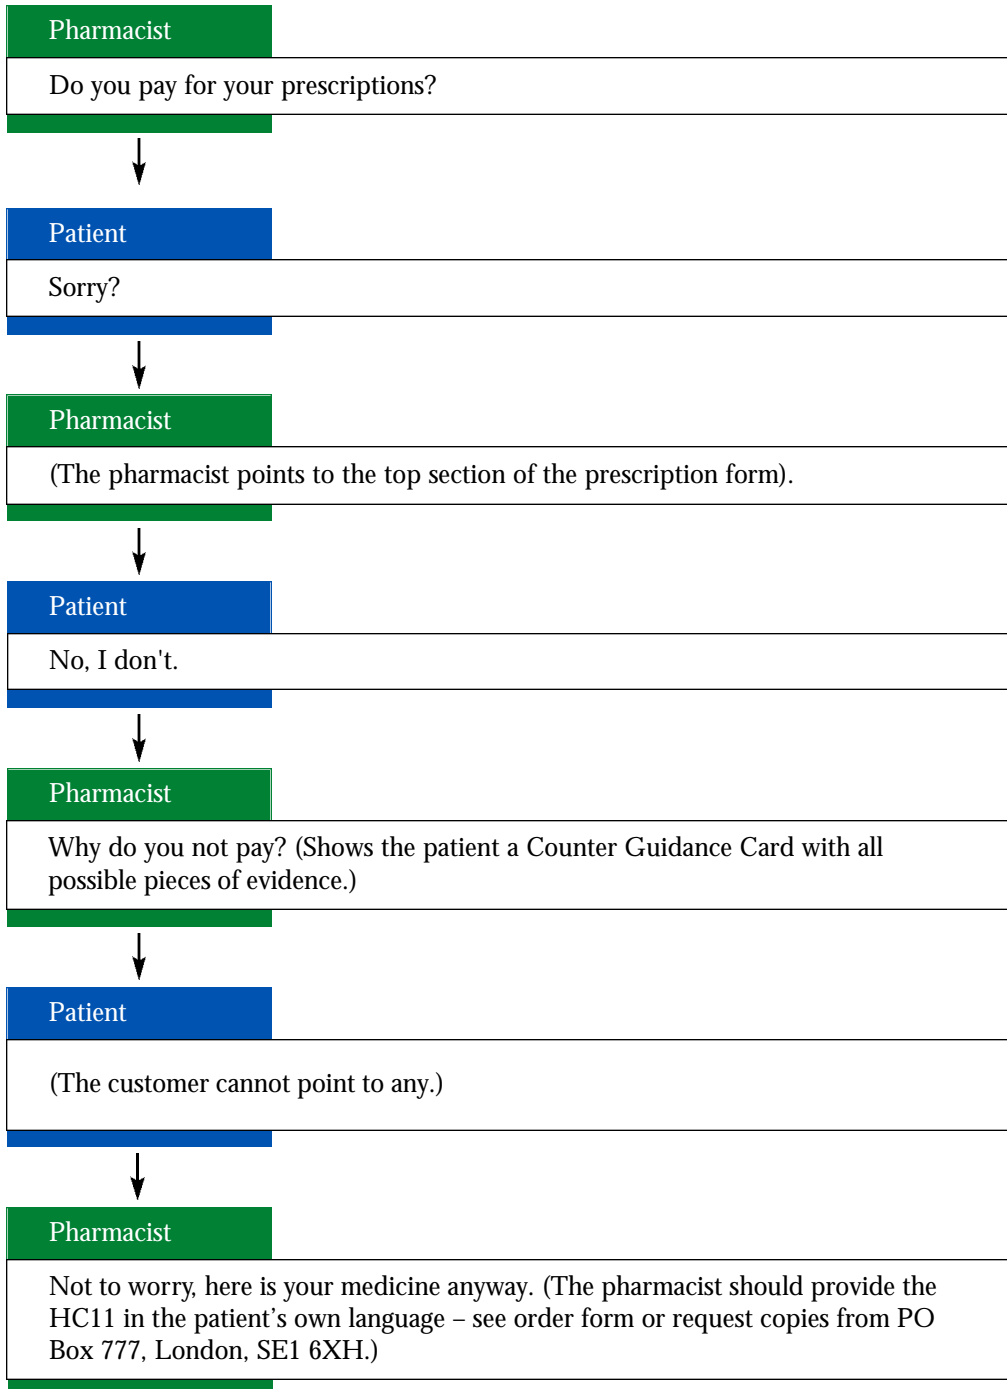 Pharmacist
Do you pay for your prescriptions?
Patient
Sorry?
Pharmacist
(The pharmacist points to the top section of the prescription form).
Patient
No, I don't.
Pharmacist
Why do you not pay? (Shows the patient a Counter Guidance Card with all
possible pieces of evidence.)
Patient
(The customer cannot point to any.)
Pharmacist
Not to worry, here is your medicine anyway. (The pharmacist should provide the
HC11 in the patient’s own language – see order form or request copies from PO
Box 777, London, SE1 6XH.)